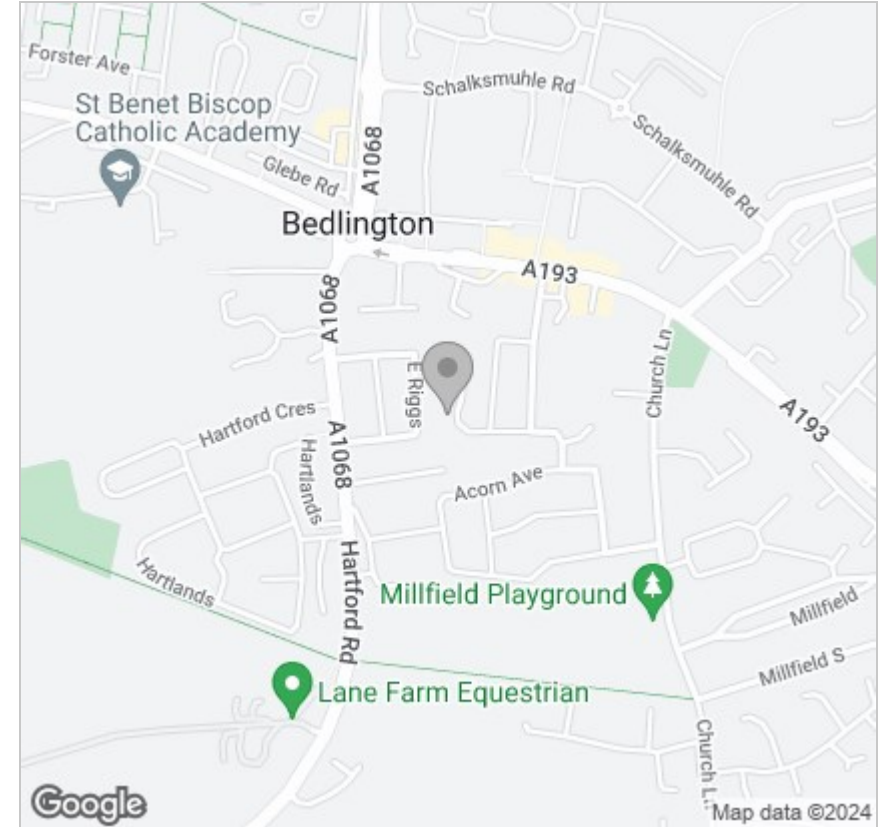 Forster Ave
St Benet Biscop
Catholic Academy
Glebe Rd
A1068
Schalksmuhle Rd
Schalksmuhle Rd
Bedlington
A193
A1068
E Riggs
Church Ln
A193
Hartford Cres
Hartlands
A1068
Acorn Ave
Hartlands
Hartford Rd
Millfield Playground
Millfield
Millfield S
Lane Farm Equestrian
Church L
Google
Map data ©2024